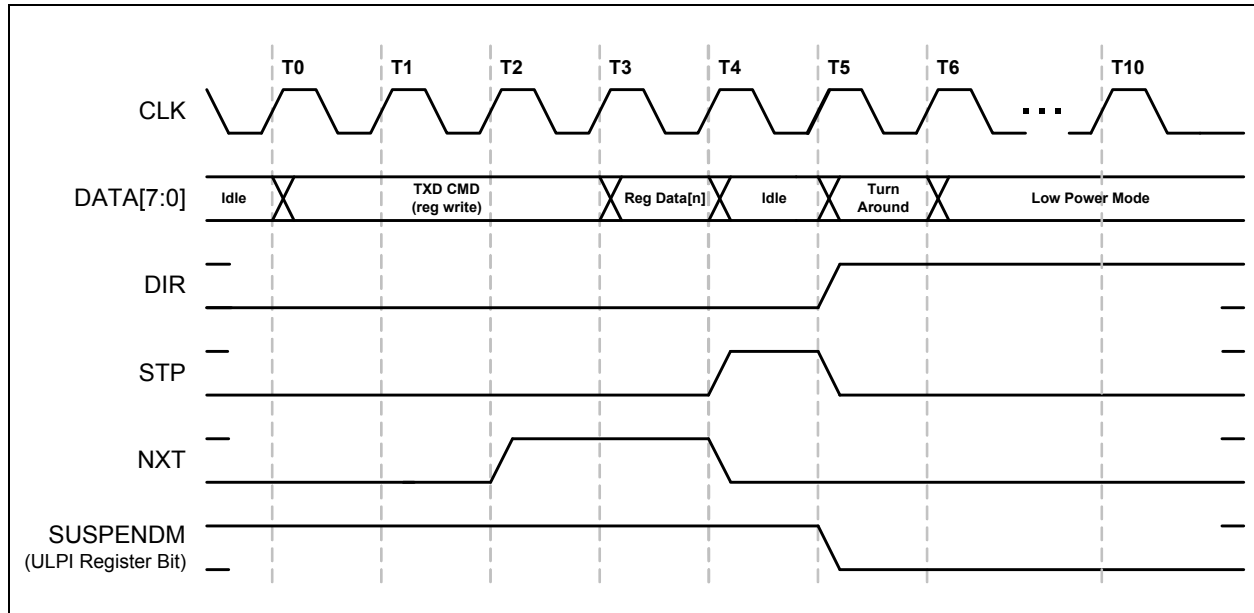 T0 T1 T2 T3 T4 T5 T6 T10
CLK ...
DATA[7:0] Idle TXD CMD Reg Data[n] Idle Turn Low Power Mode
(reg write) Around
DIR
STP
NXT
SUSPENDM
(ULPI Register Bit)